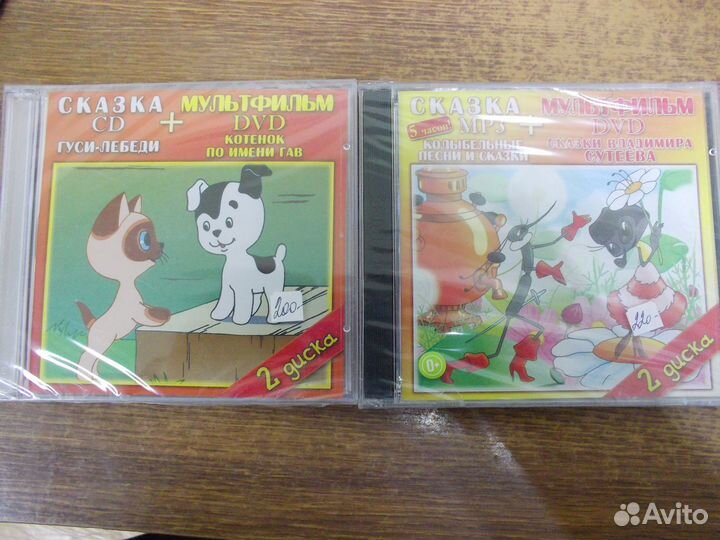 СКАЗКА
CD
+
МУЛЬТФИЛЬМ
DVD
ГУСИ-ЛЕБЕДИ
КОТЕНОК
ПО ИМЕНИ ГАВ
200-
2 диска
СКАЗКА
5 часов!
MP3
+
МУЛЬТФИЛЬМ
DVD
КОЛЫБЕЛЬНЫЕ
ПЕСНИ И СКАЗКИ
СКАЗКИ ВЛАДИМИРА
СУТЕЕВА
220-
0+
2 диска
Avito